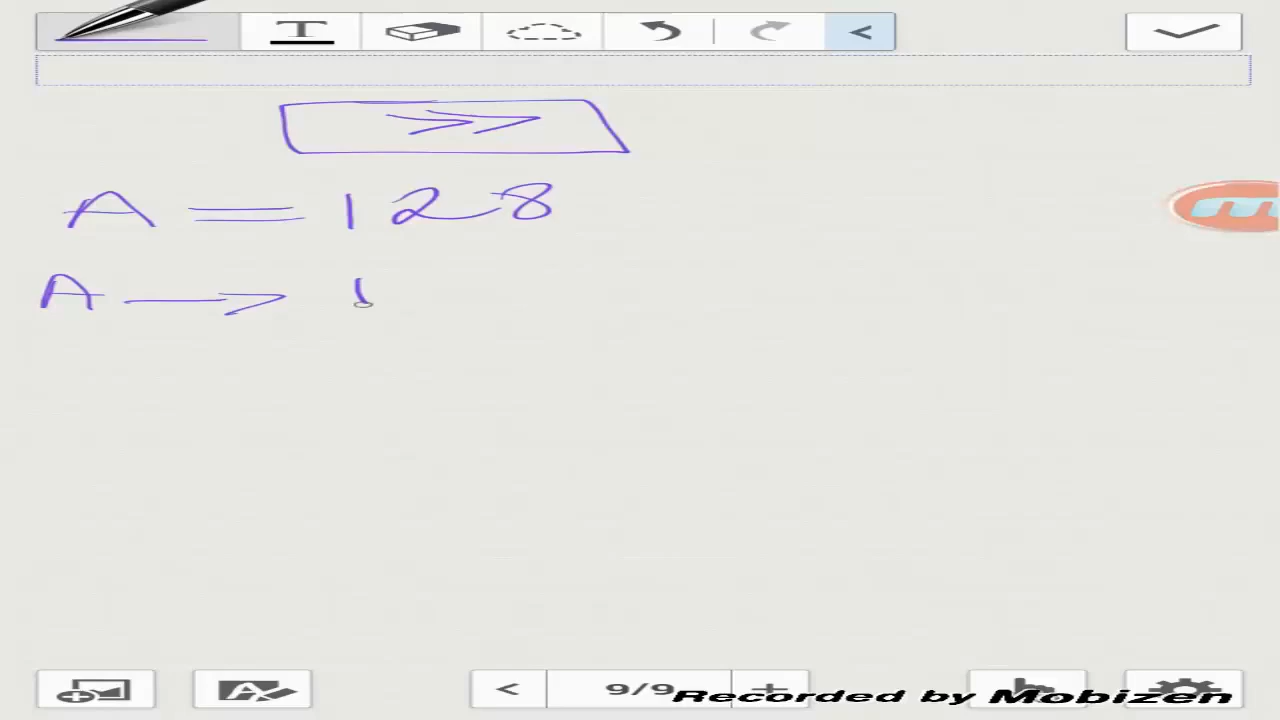 T
<
>>
A = 128
A → 1
A
<
9/9
+
Recorded by Mobizen